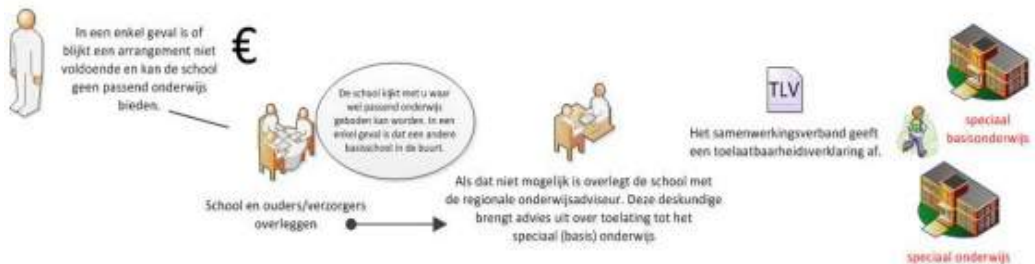 In een enkel geval is of
blijkt een arrangement niet
voldoende en kan de school
geen passend onderwijs
bieden.
€
De school kijkt met u waar
wel passend onderwijs
geboden kan worden. In een
enkel geval is dat een andere
basisschool in de buurt.
School en ouders/verzorgers
overleggen
Als dat niet mogelijk is overlegt de school met
de regionale onderwijsadviseur. Deze deskundige
brengt advies uit over toelating tot het
speciaal (basis) onderwijs
TLV
Het samenwerkingsverband geeft
een toelaatbaarheidsverklaring af.
speciaal
basisonderwijs
speciaal onderwijs